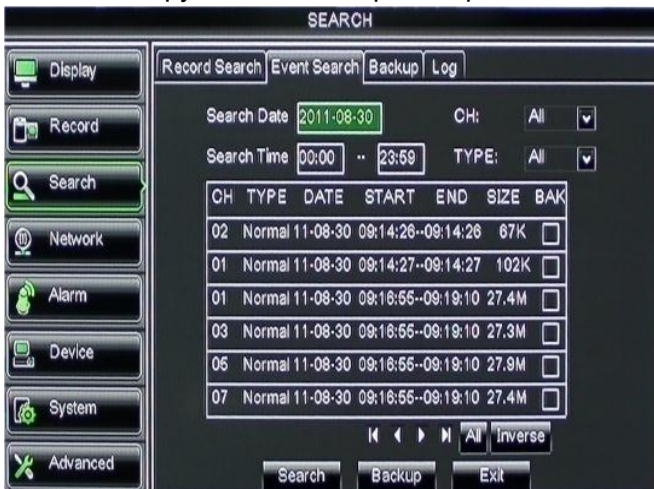 SEARCH
Display
Record
Search
Network
Alarm
Device
System
Advanced
Record Search Event Search Backup Log
Search Date 2011-08-30 CH: All
Search Time 00:00 -- 23:59 TYPE: All
CH TYPE DATE START END SIZE BAK
02 Normal 11-08-30 09:14:26--09:14:26 67K
01 Normal 11-08-30 09:14:27--09:14:27 102K
01 Normal 11-08-30 09:16:55--09:19:10 27.4M
03 Normal 11-08-30 09:16:55--09:19:10 27.3M
05 Normal 11-08-30 09:16:55--09:19:10 27.9M
07 Normal 11-08-30 09:16:55--09:19:10 27.4M
All Inverse
Search Backup Exit